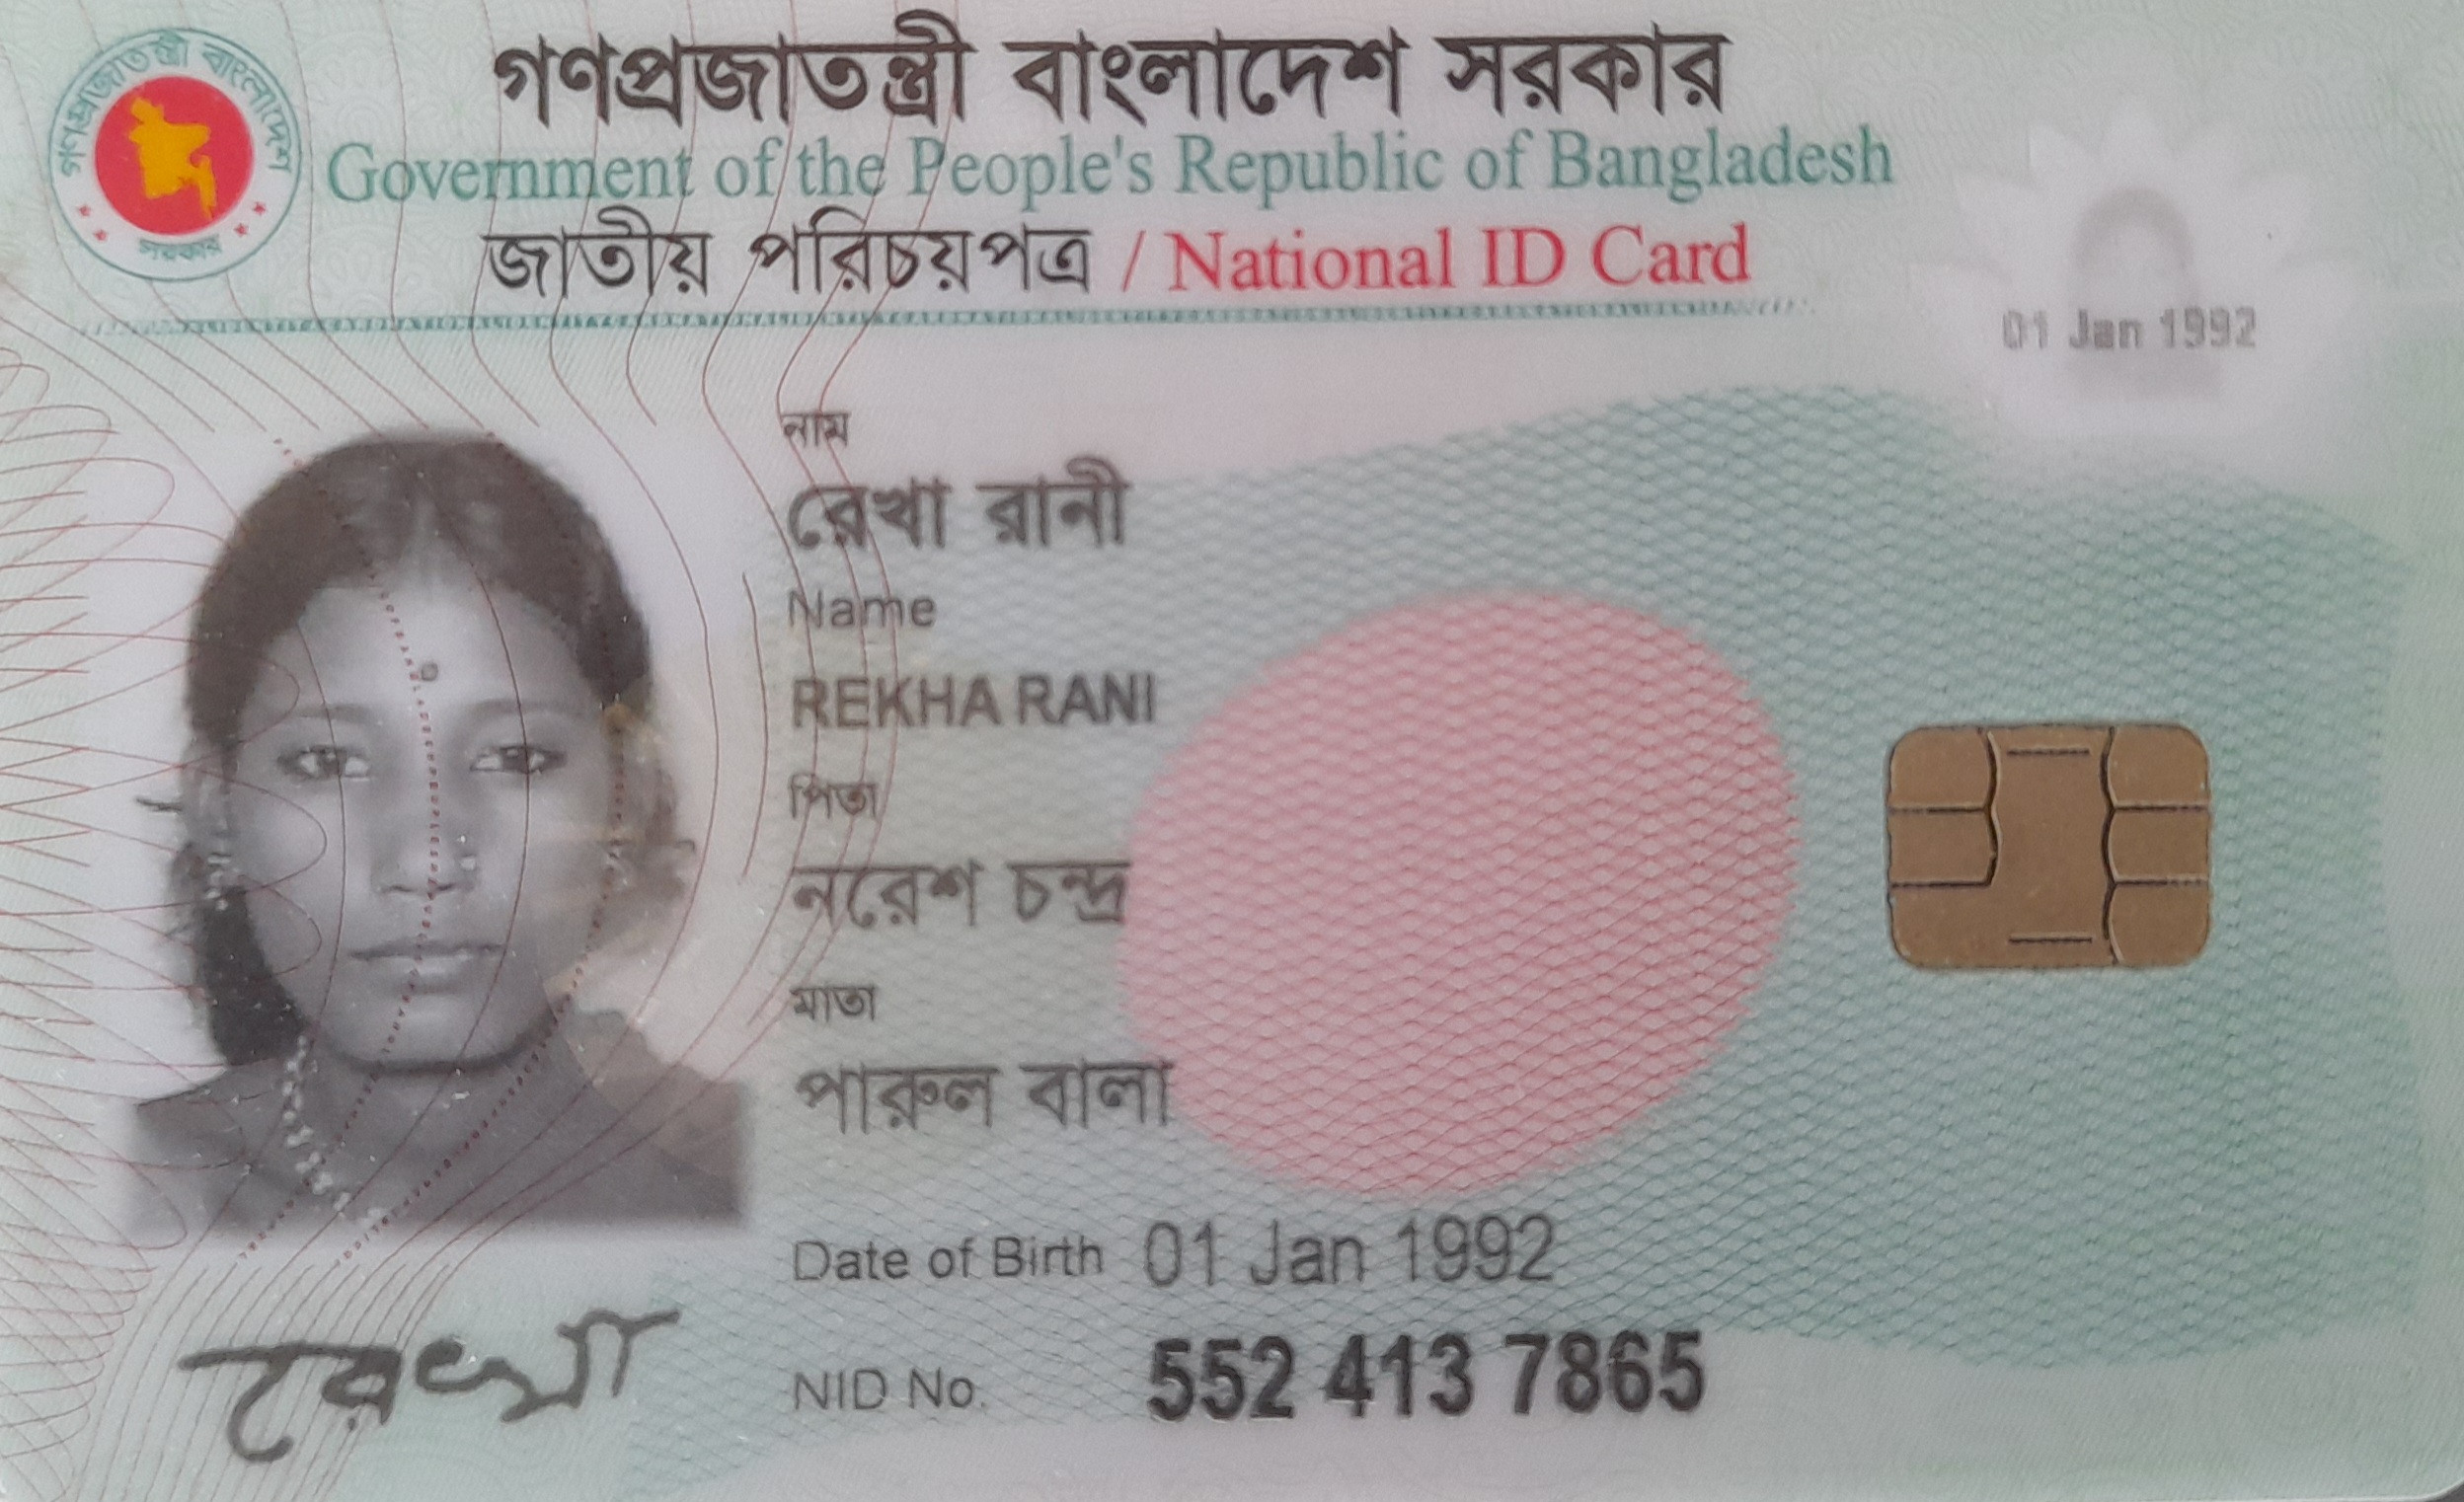 গণপ্রজাতন্ত্রী বাংলাদেশ সরকার
Government of the People's Republic of Bangladesh
জাতীয় পরিচয়পত্র / National ID Card
গণপ্রজাতন্ত্রী বাংলাদেশ
সরকার
01 Jan 1992
নাম
রেখা রানী
Name
REKHA RANI
পিতা
নরেশ চন্দ্র
মাতা
পারুল বালা
Date of Birth 01 Jan 1992
রেখা
NID No. 552 413 7865